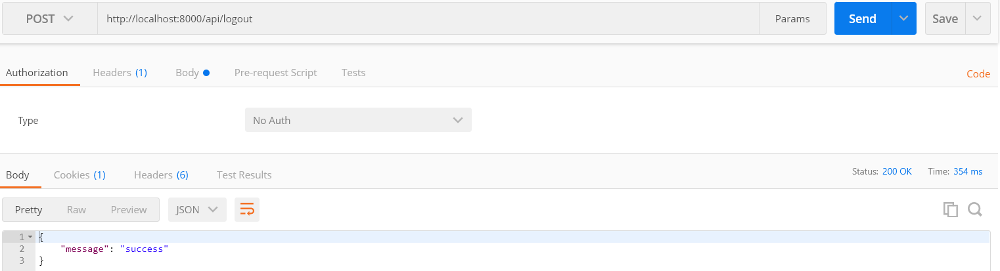 POST http://localhost:8000/api/logout Params Send Save
Authorization Headers (1) Body Pre-request Script Tests Code
Type No Auth
Body Cookies (1) Headers (6) Test Results Status: 200 OK Time: 354 ms
Pretty Raw Preview JSON
1 {
2 "message": "success"
3 }